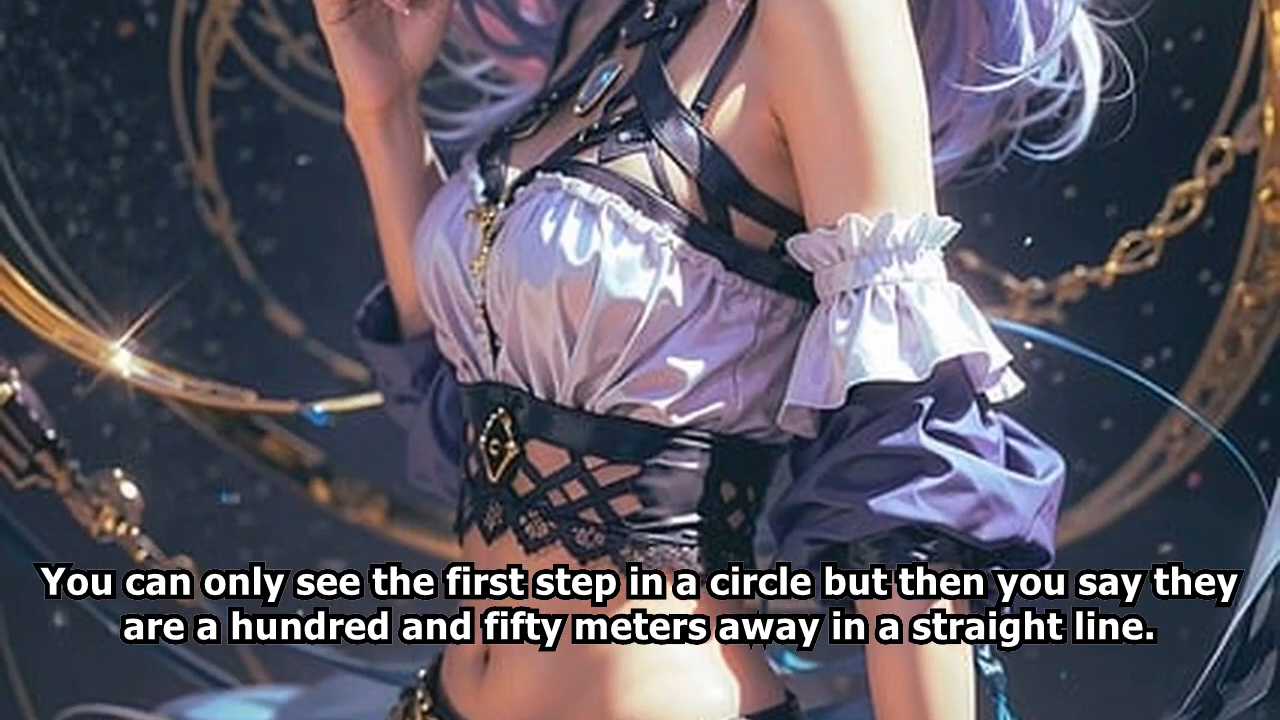 You can only see the first step in a circle but then you say they
are a hundred and fifty meters away in a straight line.